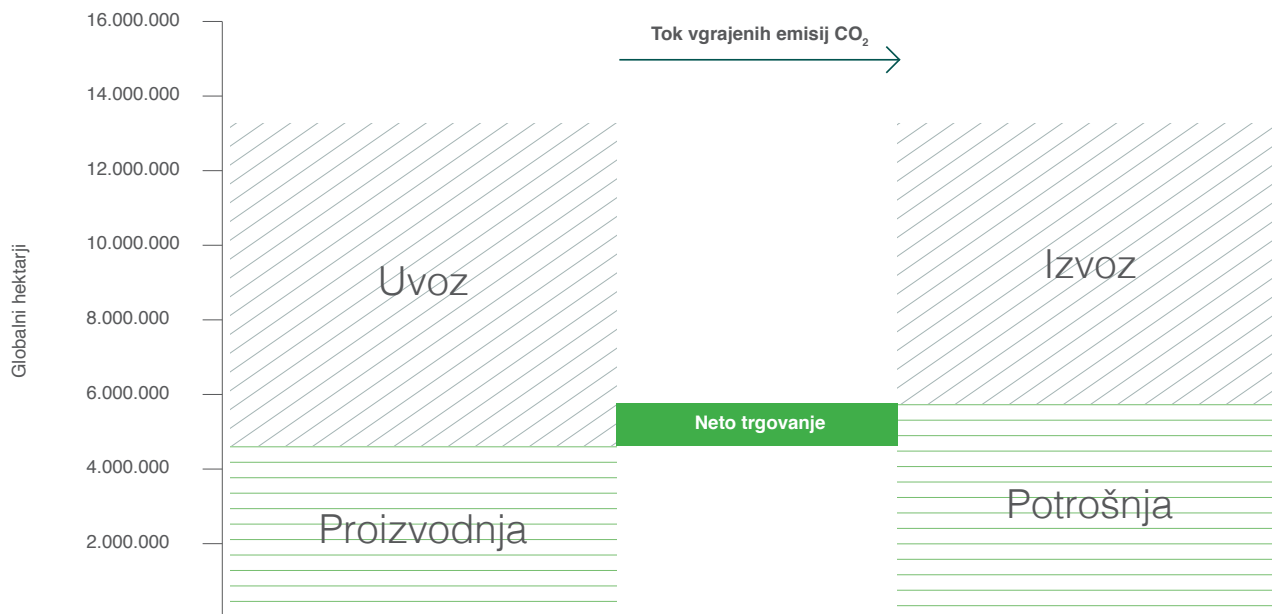 16.000.000
Tok vgrajenih emisij CO₂
14.000.000
12.000.000
10.000.000
8.000.000
6.000.000
4.000.000
2.000.000
Globalni hektarji
Uvoz
Izvoz
Neto trgovanje
Proizvodnja
Potrošnja